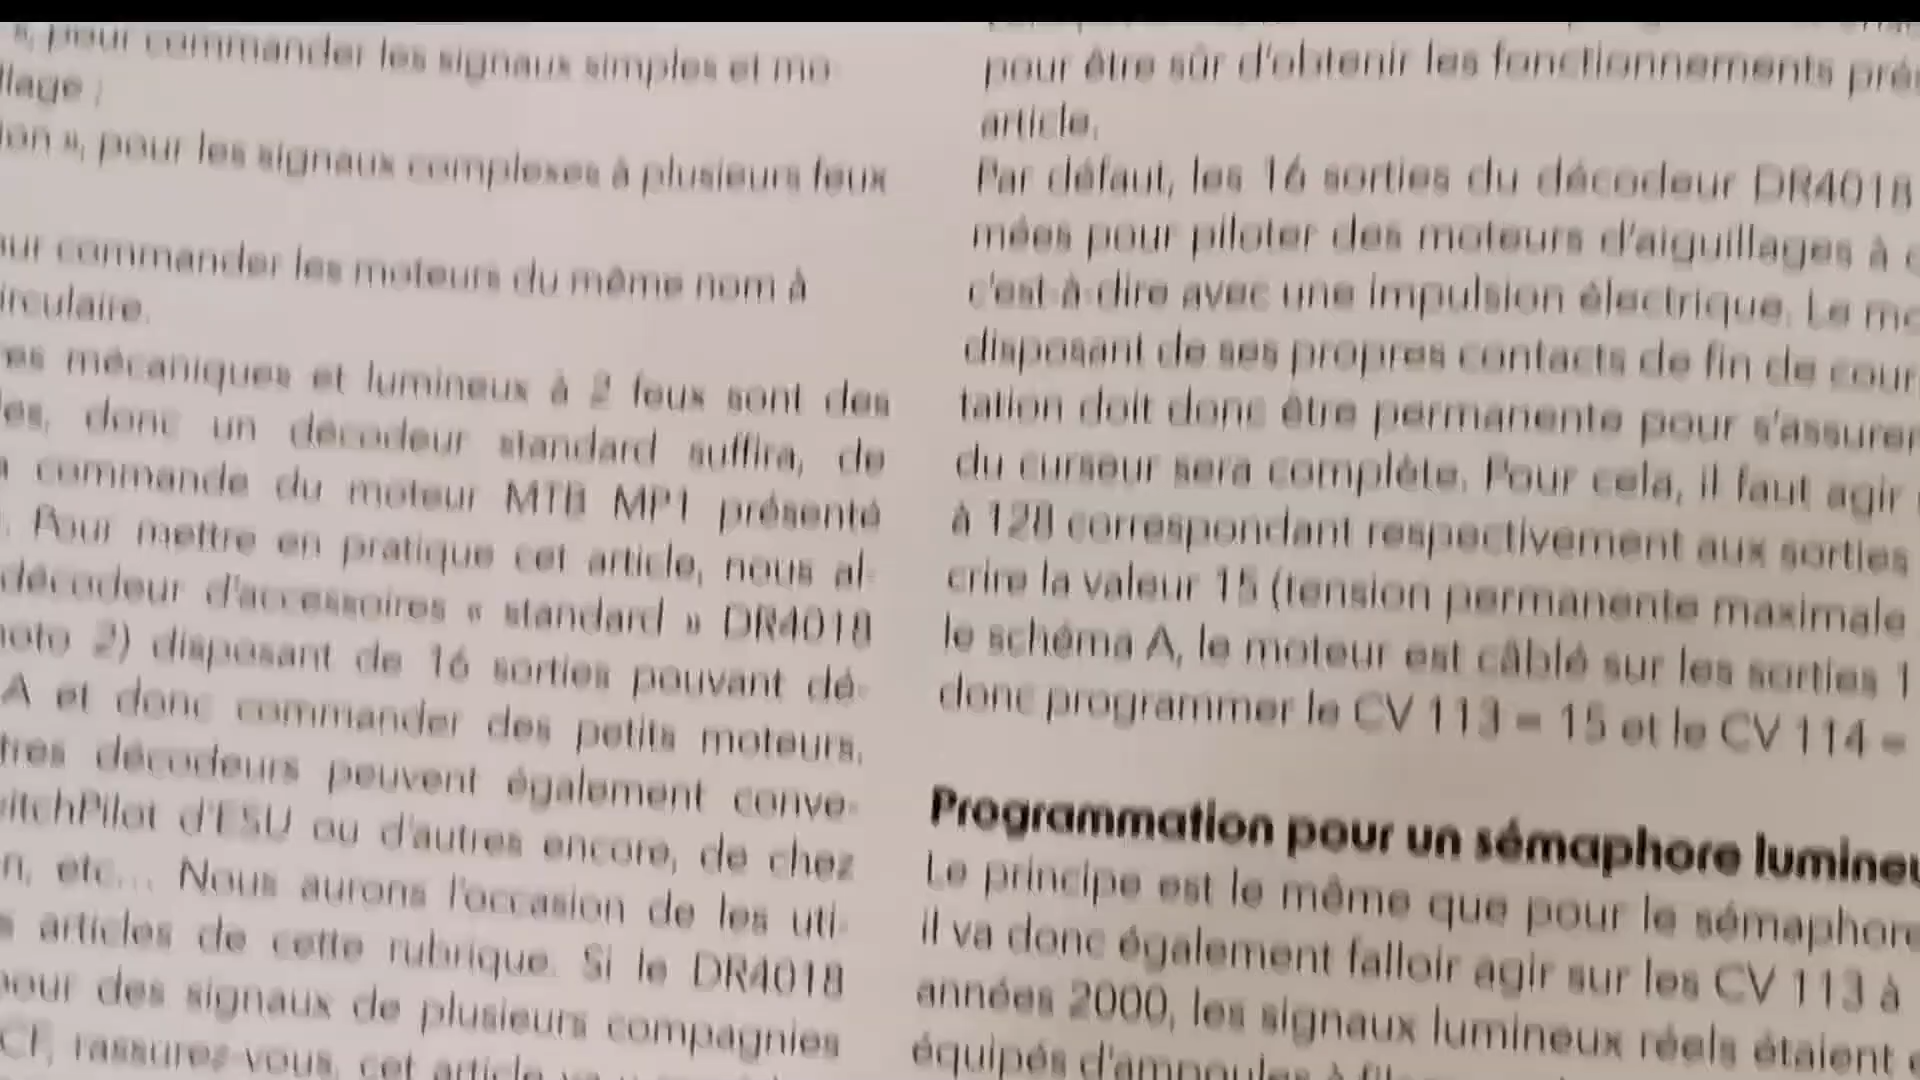 », pour commander les signaux simples et mo-
llage ;
ion », pour les signaux complexes à plusieurs feux
our commander les moteurs du même nom à
irculaire.
es mécaniques et lumineux à 2 feux sont des
les, donc un décodeur standard suffira, de
a commande du moteur MTB MP1 présenté
. Pour mettre en pratique cet article, nous al-
décodeur d'accessoires « standard » DR4018
hoto 2) disposant de 16 sorties pouvant dé-
A et donc commander des petits moteurs.
tres décodeurs peuvent également conve-
itchPilot d'ESU ou d'autres encore, de chez
n, etc... Nous aurons l'occasion de les uti-
s articles de cette rubrique. Si le DR4018
pour des signaux de plusieurs compagnies
CF, rassurez-vous, cet article
pour être sûr d'obtenir les fonctionnements prés
article.
Par défaut, les 16 sorties du décodeur DR4018
mées pour piloter des moteurs d'aiguillages à
c'est-à-dire avec une impulsion électrique. Le mo
disposant de ses propres contacts de fin de cour
tation doit donc être permanente pour s'assurer
du curseur sera complète. Pour cela, il faut agir
à 128 correspondant respectivement aux sorties
crire la valeur 15 (tension permanente maximale
le schéma A, le moteur est câblé sur les sorties 1
donc programmer le CV 113 = 15 et le CV 114 =
Programmation pour un sémaphore lumineu
Le principe est le même que pour le sémaphore
il va donc également falloir agir sur les CV 113 à
années 2000, les signaux lumineux réels étaient
équipés d'ampoules à